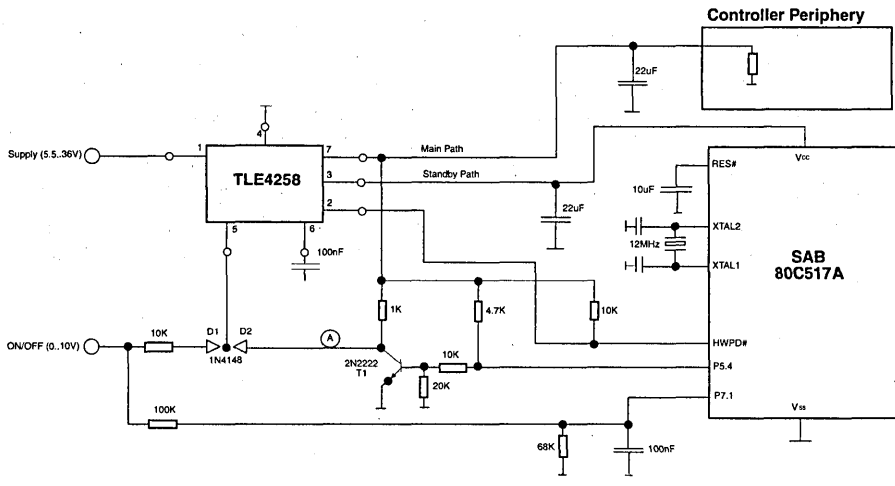 Controller Periphery
22uF
4
Supply (5.5..36V)
1
7
Main Path
TLE4258
3
Standby Path
2
5
6
100nF
22uF
Vcc
RES#
10uF
XTAL2
12MHz
XTAL1
SAB
80C517A
1K
4.7K
10K
HWPD#
ON/OFF (0..10V)
10K
D1
D2
1N4148
A
2N2222
T1
10K
20K
P5.4
P7.1
100K
68K
100nF
Vss